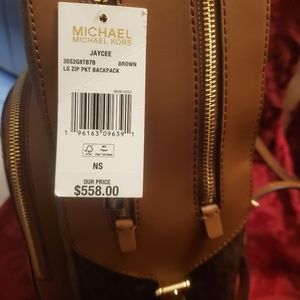 MICHAEL
MICHAEL KORS
JAYCEE
35S2G8TB7B BROWN
LG ZIP PKT BACKPACK
1 96163 09639 1
NS
OUR PRICE
$558.00